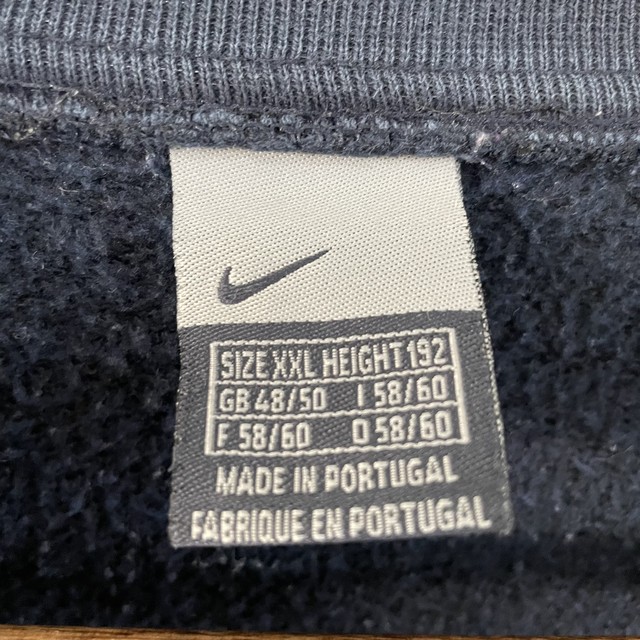 SIZE XXL HEIGHT 192
GB 48/50 I 58/60
F 58/60 D 58/60
MADE IN PORTUGAL
FABRIQUE EN PORTUGAL